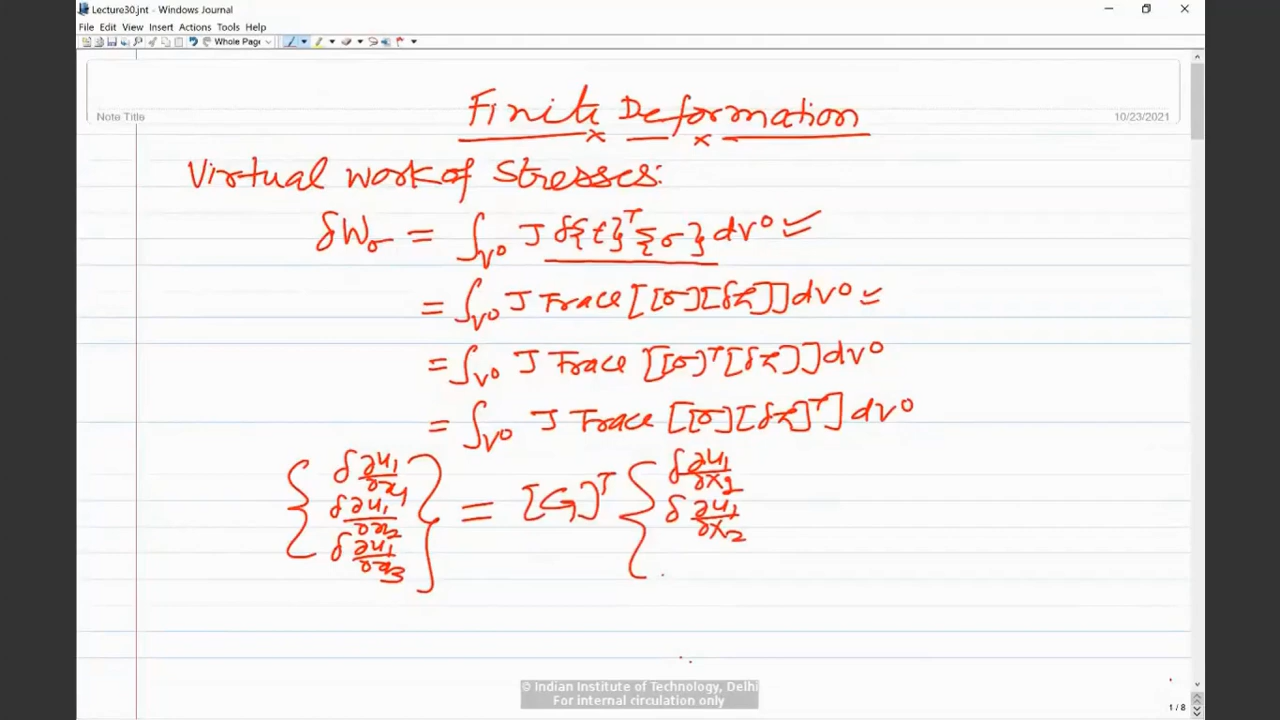 Lecture30.jnt - Windows Journal
File Edit View Insert Actions Tools Help
Whole Page
Note Title
10/23/2021
Finite Deformation
Virtual work of Stresses:
δW_σ = ∫_{V⁰} J δ{ε}ᵀ{σ} dV⁰ ✓
= ∫_{V⁰} J Trace [[σ][δL]] dV⁰ ✓
= ∫_{V⁰} J Trace [[σ]ᵀ[δL]] dV⁰
= ∫_{V⁰} J Trace [[σ][δL]ᵀ] dV⁰
{δ ∂u₁/∂x₁
δ ∂u₁/∂x₂
δ ∂u₁/∂x₃} = [G]ᵀ {δ ∂u₁/∂X₁
δ ∂u₁/∂X₂
© Indian Institute of Technology, Delhi
For internal circulation only
1 / 8